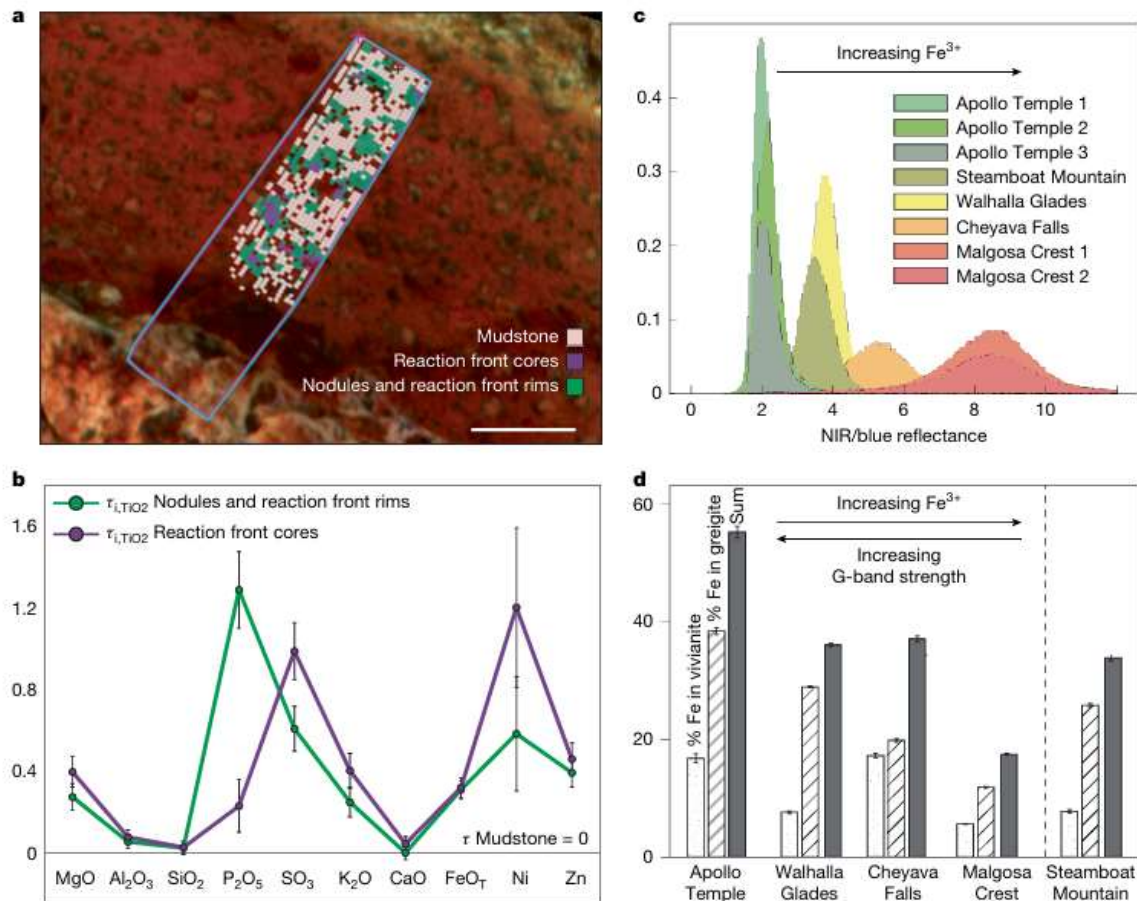 a
Mudstone
Reaction front cores
Nodules and reaction front rims
b
1.6
1.2
0.8
0.4
0
τi,TiO2 Nodules and reaction front rims
τi,TiO2 Reaction front cores
τ Mudstone = 0
MgO Al2O3 SiO2 P2O5 SO3 K2O CaO FeOT Ni Zn
c
Increasing Fe3+
0.4
0.3
0.2
0.1
0
Apollo Temple 1
Apollo Temple 2
Apollo Temple 3
Steamboat Mountain
Walhalla Glades
Cheyava Falls
Malgosa Crest 1
Malgosa Crest 2
0 2 4 6 8 10
NIR/blue reflectance
d
60
40
20
0
% Fe in vivianite
% Fe in greigite
Sum
Increasing Fe3+
Increasing
G-band strength
Apollo Walhalla Cheyava Malgosa Steamboat
Temple Glades Falls Crest Mountain